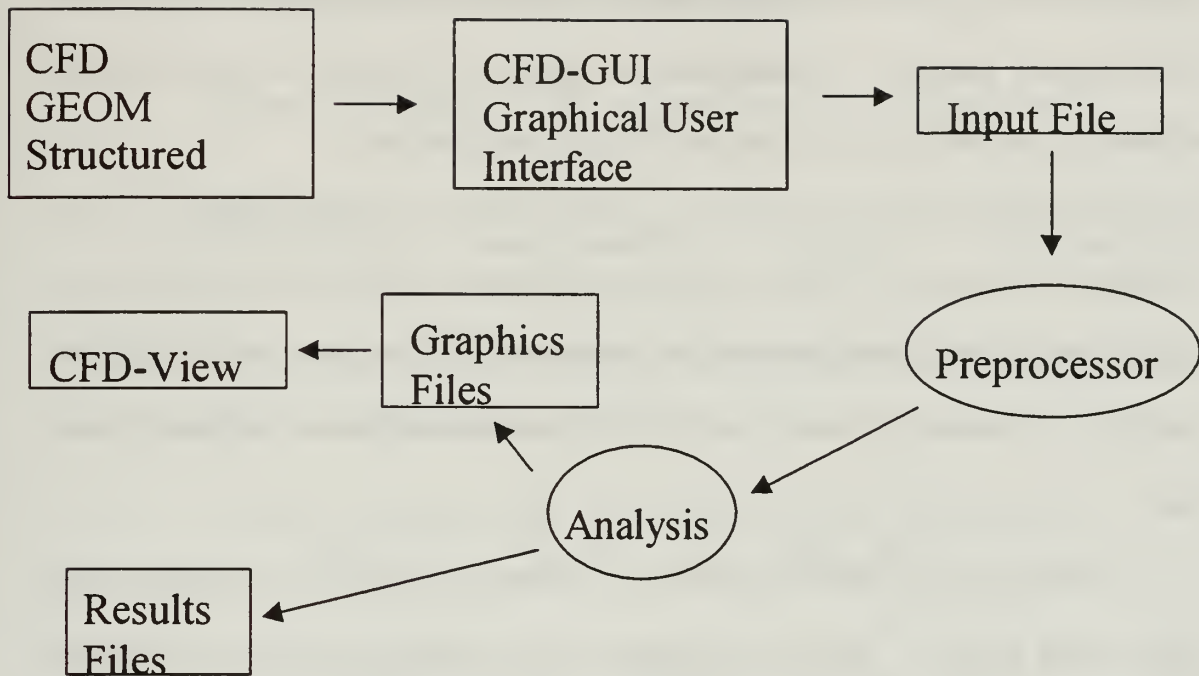 CFD
GEOM
Structured
CFD-GUI
Graphical User
Interface
Input File
Preprocessor
Analysis
Graphics
Files
CFD-View
Results
Files